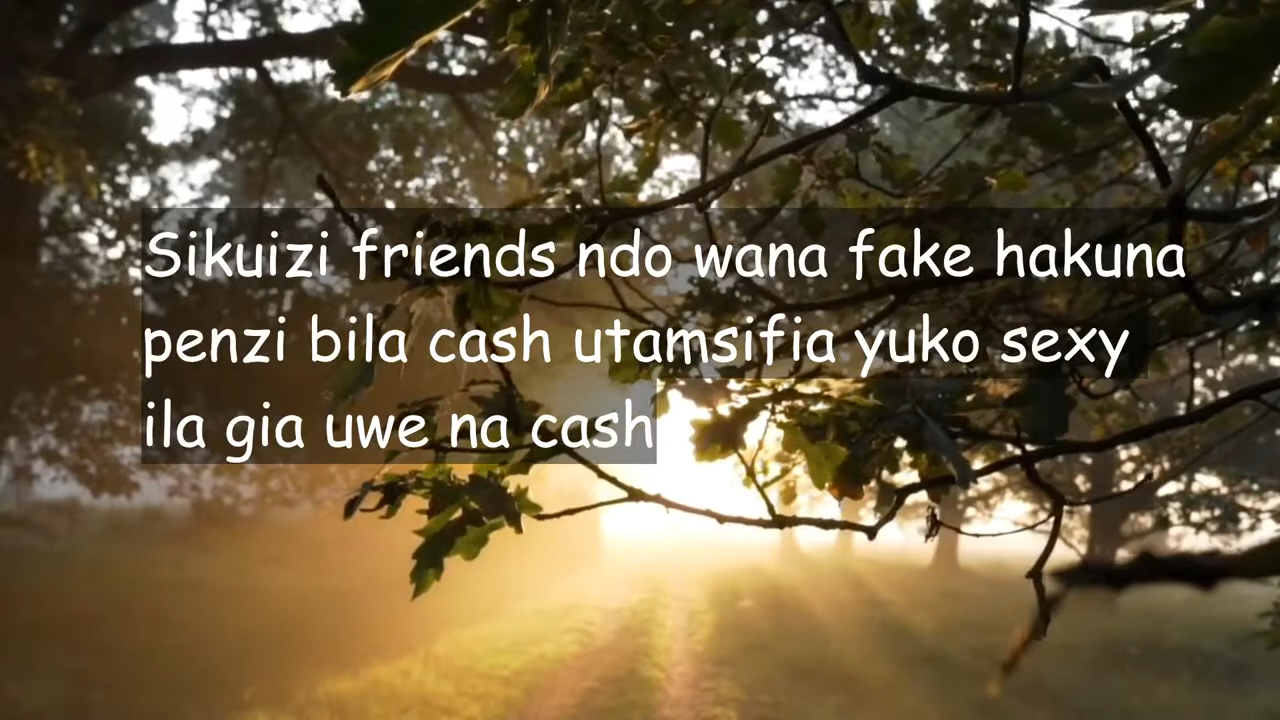 Sikuizi friends ndo wana fake hakuna
penzi bila cash utamsifia yuko sexy
ila gia uwe na cash